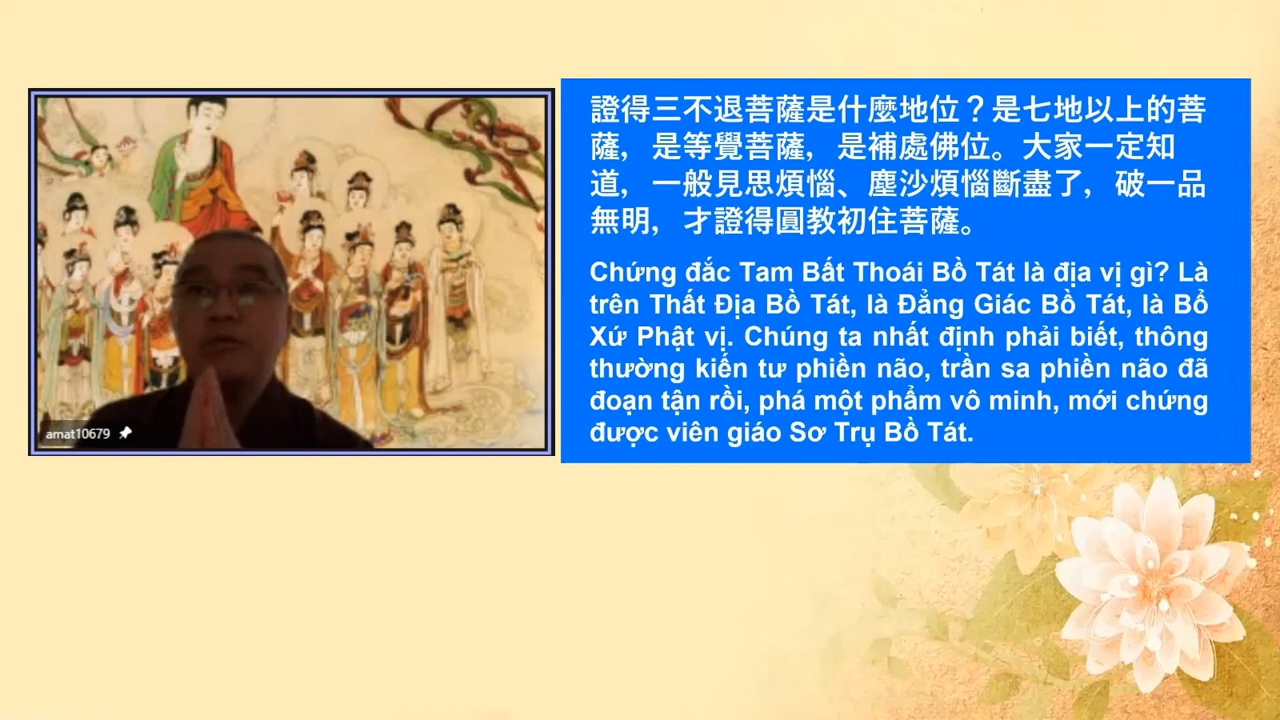 證得三不退菩薩是什麼地位？是七地以上的菩
薩，是等覺菩薩，是補處佛位。大家一定知
道，一般見思煩惱、塵沙煩惱斷盡了，破一品
無明，才證得圓教初住菩薩。
Chứng đắc Tam Bất Thoái Bồ Tát là địa vị gì? Là
trên Thất Địa Bồ Tát, là Đẳng Giác Bồ Tát, là Bổ
Xứ Phật vị. Chúng ta nhất định phải biết, thông
thường kiến tư phiền não, trần sa phiền não đã
đoạn tận rồi, phá một phẩm vô minh, mới chứng
được viên giáo Sơ Trụ Bồ Tát.
amat10679